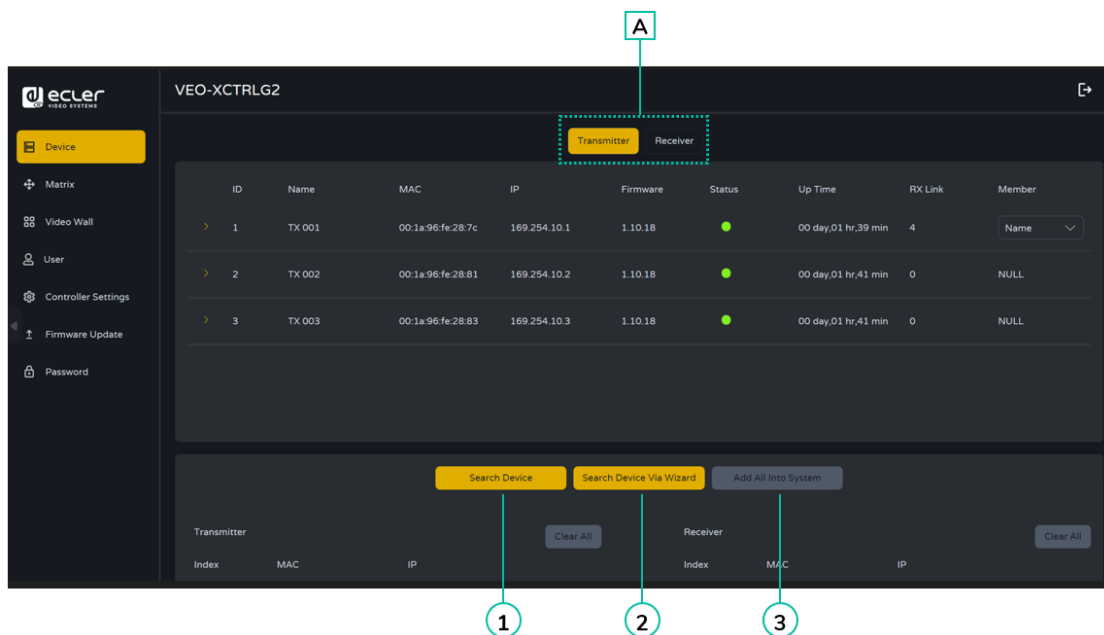 A
ecler
VIDEO SYSTEMS
VEO-XCTRLG2
Device
Matrix
Video Wall
User
Controller Settings
Firmware Update
Password
Transmitter Receiver
ID Name MAC IP Firmware Status Up Time RX Link Member
1 TX 001 00:1a:96:fe:28:7c 169.254.10.1 1.10.18 00 day,01 hr,39 min 4 Name
2 TX 002 00:1a:96:fe:28:81 169.254.10.2 1.10.18 00 day,01 hr,41 min 0 NULL
3 TX 003 00:1a:96:fe:28:83 169.254.10.3 1.10.18 00 day,01 hr,41 min 0 NULL
Search Device Search Device Via Wizard Add All Into System
Transmitter Clear All Receiver Clear All
Index MAC IP Index MAC IP
1 2 3